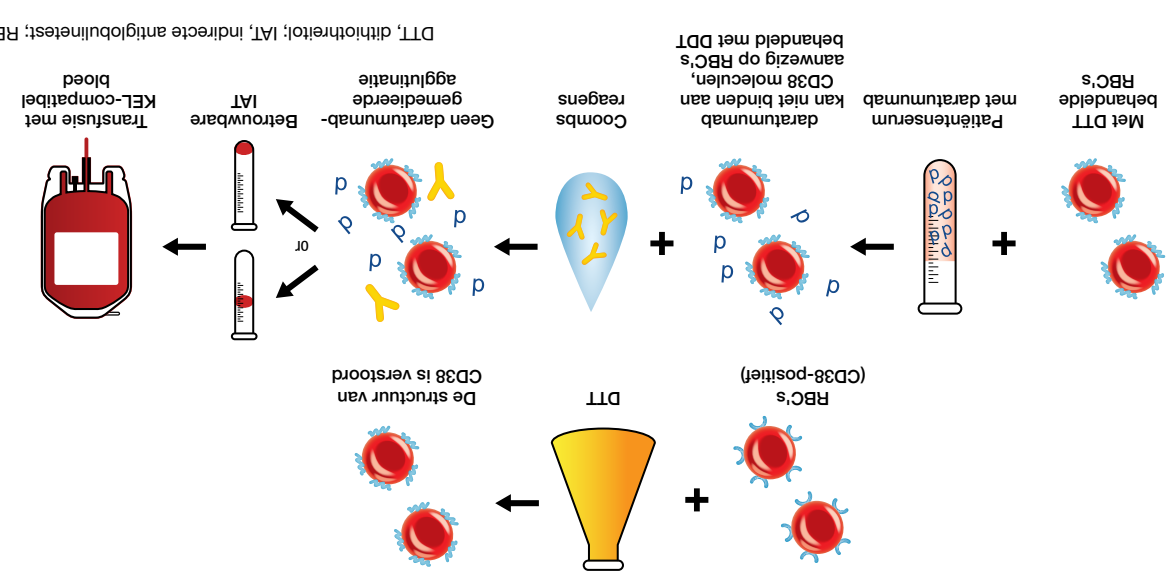 RBC's
(CD38-positief)
DTT
De structuur van
CD38 is verstoord
d
d
d
d
d
d
d
d
d
d
d
d
or
Met DTT
behandelde
RBC's
Patiëntenserum
met daratumumab
daratumumab
kan niet binden aan
CD38 moleculen,
aanwezig op RBC's
behandeld met DDT
Coombs
reagens
Geen daratumumab-
gemedieerde
agglutinatie
Betrouwbare
IAT
Transfusie met
KEL-compatibel
bloed
DTT, dithiothreitol; IAT, indirecte antiglobulinetest;